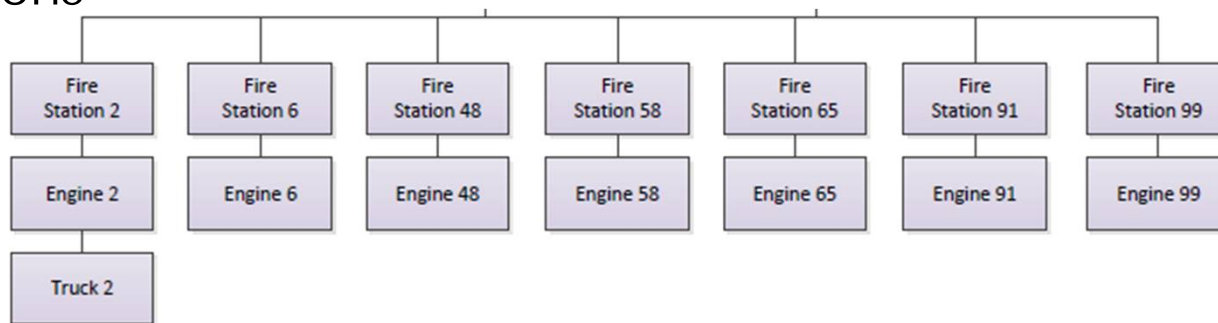 Fire
Station 2
Fire
Station 6
Fire
Station 48
Fire
Station 58
Fire
Station 65
Fire
Station 91
Fire
Station 99
Engine 2
Engine 6
Engine 48
Engine 58
Engine 65
Engine 91
Engine 99
Truck 2